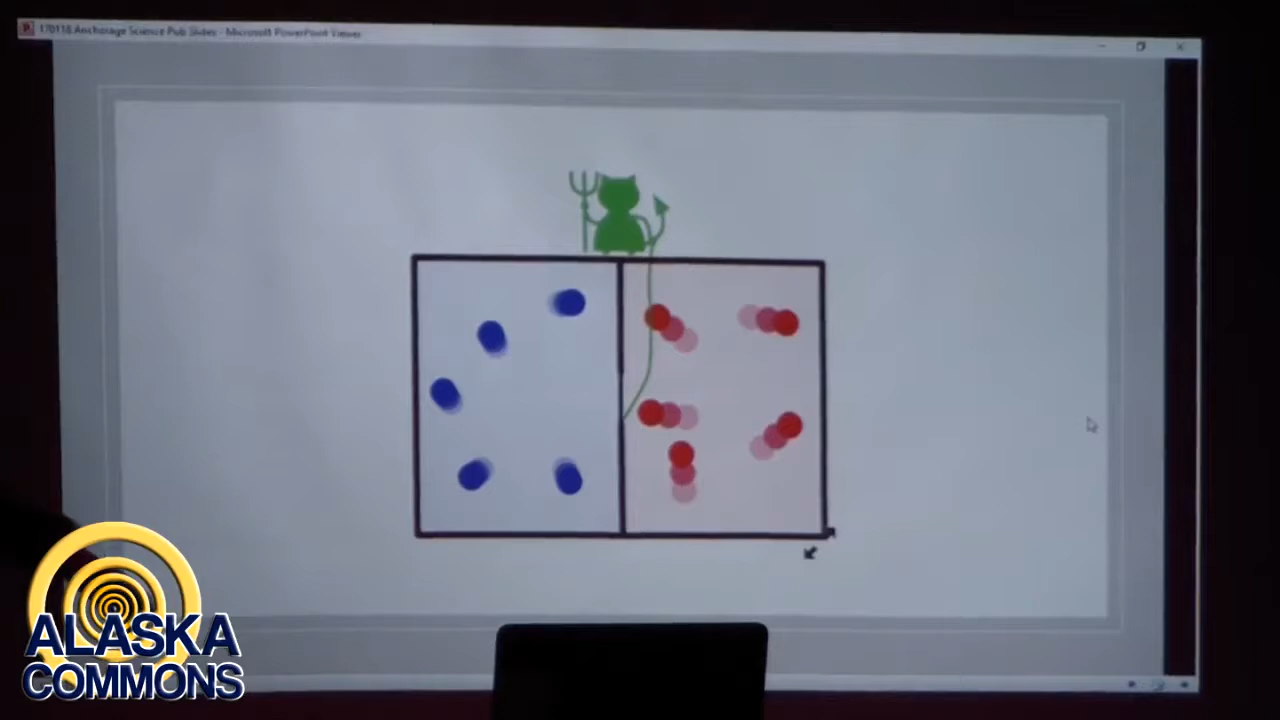 170118 Anchorage Science Pub Slides - Microsoft PowerPoint Viewer
ALASKA
COMMONS